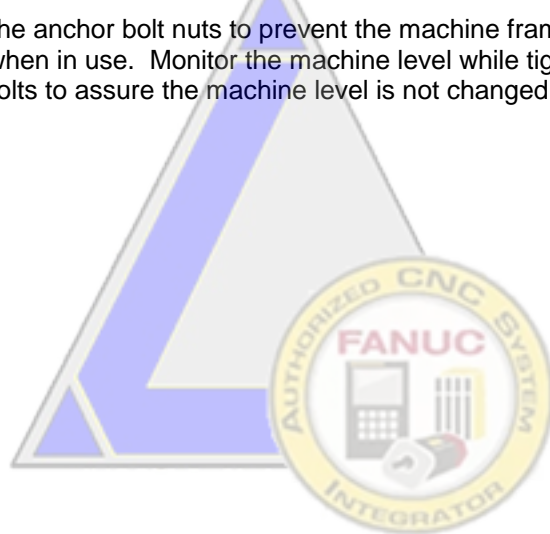 he anchor bolt nuts to prevent the machine fram
when in use.  Monitor the machine level while tig
olts to assure the machine level is not changed
AUTHORIZED CNC SYSTEM
FANUC
INTEGRATOR